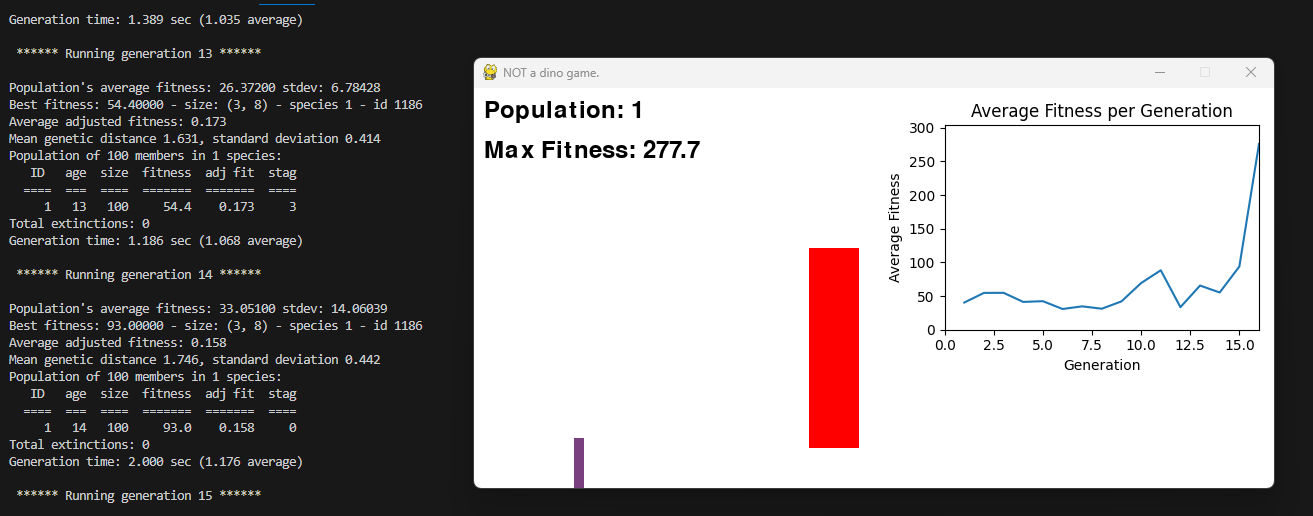 Generation time: 1.389 sec (1.035 average)
****** Running generation 13 ******
Population's average fitness: 26.37200 stdev: 6.78428
Best fitness: 54.40000 - size: (3, 8) - species 1 - id 1186
Average adjusted fitness: 0.173
Mean genetic distance 1.631, standard deviation 0.414
Population of 100 members in 1 species:
ID age size fitness adj fit stag
==== === ==== ======= ======= ====
1 13 100 54.4 0.173 3
Total extinctions: 0
Generation time: 1.186 sec (1.068 average)
****** Running generation 14 ******
Population's average fitness: 33.05100 stdev: 14.06039
Best fitness: 93.00000 - size: (3, 8) - species 1 - id 1186
Average adjusted fitness: 0.158
Mean genetic distance 1.746, standard deviation 0.442
Population of 100 members in 1 species:
ID age size fitness adj fit stag
==== === ==== ======= ======= ====
1 14 100 93.0 0.158 0
Total extinctions: 0
Generation time: 2.000 sec (1.176 average)
****** Running generation 15 ******
NOT a dino game.
Population: 1
Max Fitness: 277.7
Average Fitness per Generation
300
250
200
150
100
50
0
Average Fitness
0.0 2.5 5.0 7.5 10.0 12.5 15.0
Generation